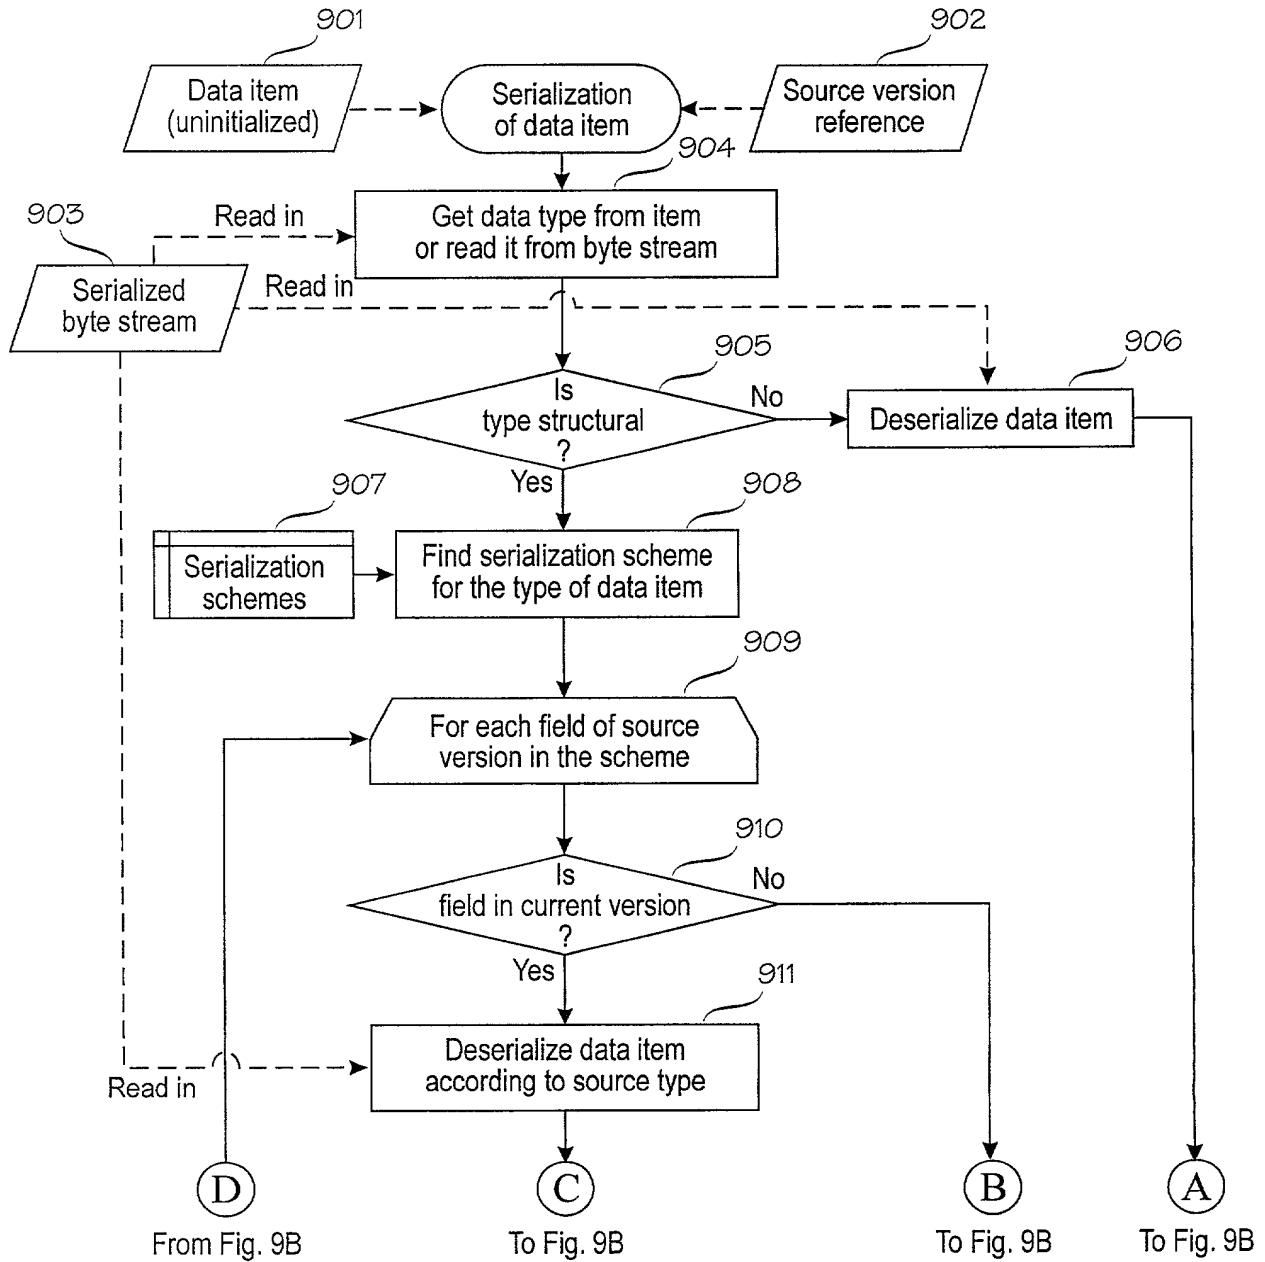 901
902
Data item
(uninitialized)
Serialization
of data item
Source version
reference
904
903
Read in
Get data type from item
or read it from byte stream
Serialized
byte stream
Read in
905
906
Is
type structural
?
No
Deserialize data item
Yes
907
908
Serialization
schemes
Find serialization scheme
for the type of data item
909
For each field of source
version in the scheme
910
Is
field in current version
?
No
Yes
911
Deserialize data item
according to source type
Read in
D
C
B
A
From Fig. 9B
To Fig. 9B
To Fig. 9B
To Fig. 9B